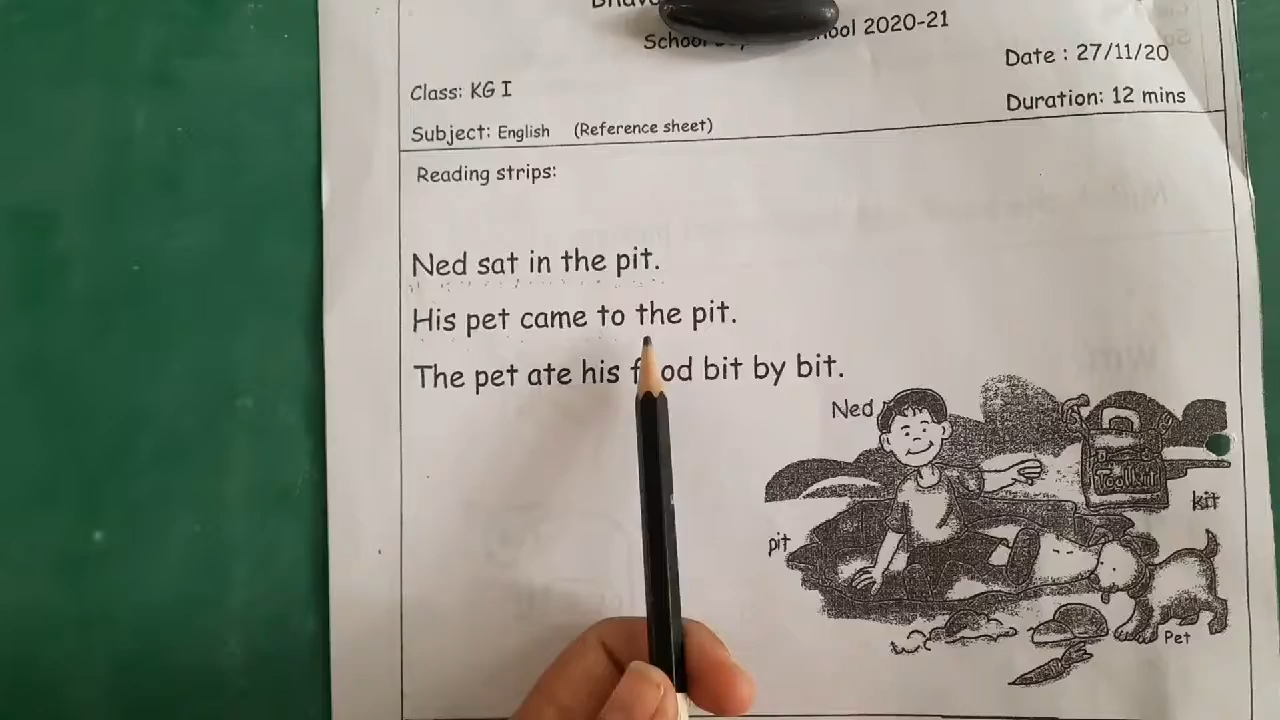 School ool 2020-21
Date : 27/11/20
Class: KG I
Duration: 12 mins
Subject: English (Reference sheet)
Reading strips:
Ned sat in the pit.
His pet came to the pit.
The pet ate his food bit by bit.
Ned
Toolkit
kit
pit
Pet